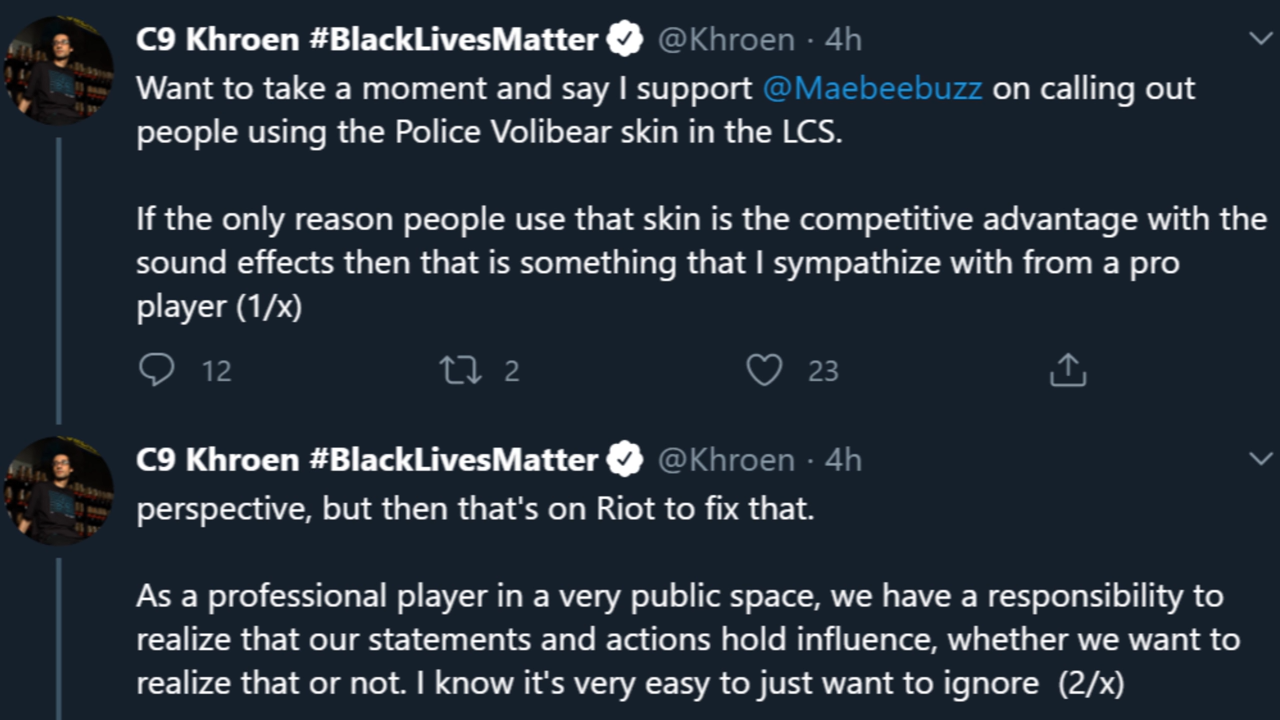 C9 Khroen #BlackLivesMatter @Khroen · 4h
Want to take a moment and say I support @Maebeebuzz on calling out
people using the Police Volibear skin in the LCS.
If the only reason people use that skin is the competitive advantage with the
sound effects then that is something that I sympathize with from a pro
player (1/x)
12 2 23
C9 Khroen #BlackLivesMatter @Khroen · 4h
perspective, but then that's on Riot to fix that.
As a professional player in a very public space, we have a responsibility to
realize that our statements and actions hold influence, whether we want to
realize that or not. I know it's very easy to just want to ignore (2/x)